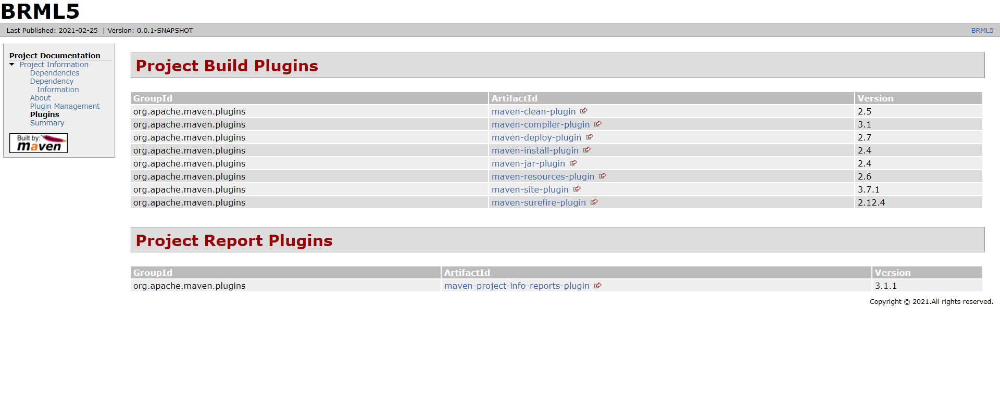 BRML5
Last Published: 2021-02-25 | Version: 0.0.1-SNAPSHOT
BRML5
Project Documentation
Project Information
Dependencies
Dependency
Information
About
Plugin Management
Plugins
Summary
Built by:
maven
Project Build Plugins
GroupId ArtifactId Version
org.apache.maven.plugins maven-clean-plugin 2.5
org.apache.maven.plugins maven-compiler-plugin 3.1
org.apache.maven.plugins maven-deploy-plugin 2.7
org.apache.maven.plugins maven-install-plugin 2.4
org.apache.maven.plugins maven-jar-plugin 2.4
org.apache.maven.plugins maven-resources-plugin 2.6
org.apache.maven.plugins maven-site-plugin 3.7.1
org.apache.maven.plugins maven-surefire-plugin 2.12.4
Project Report Plugins
GroupId ArtifactId Version
org.apache.maven.plugins maven-project-info-reports-plugin 3.1.1
Copyright © 2021.All rights reserved.